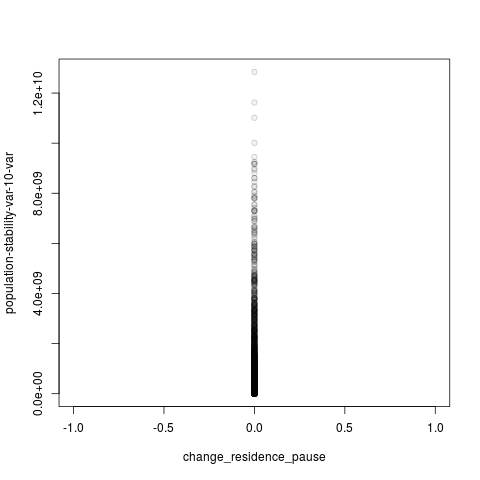 population-stability-var-10-var
1.2e+10
8.0e+09
4.0e+09
0.0e+00
-1.0
-0.5
0.0
0.5
1.0
change_residence_pause